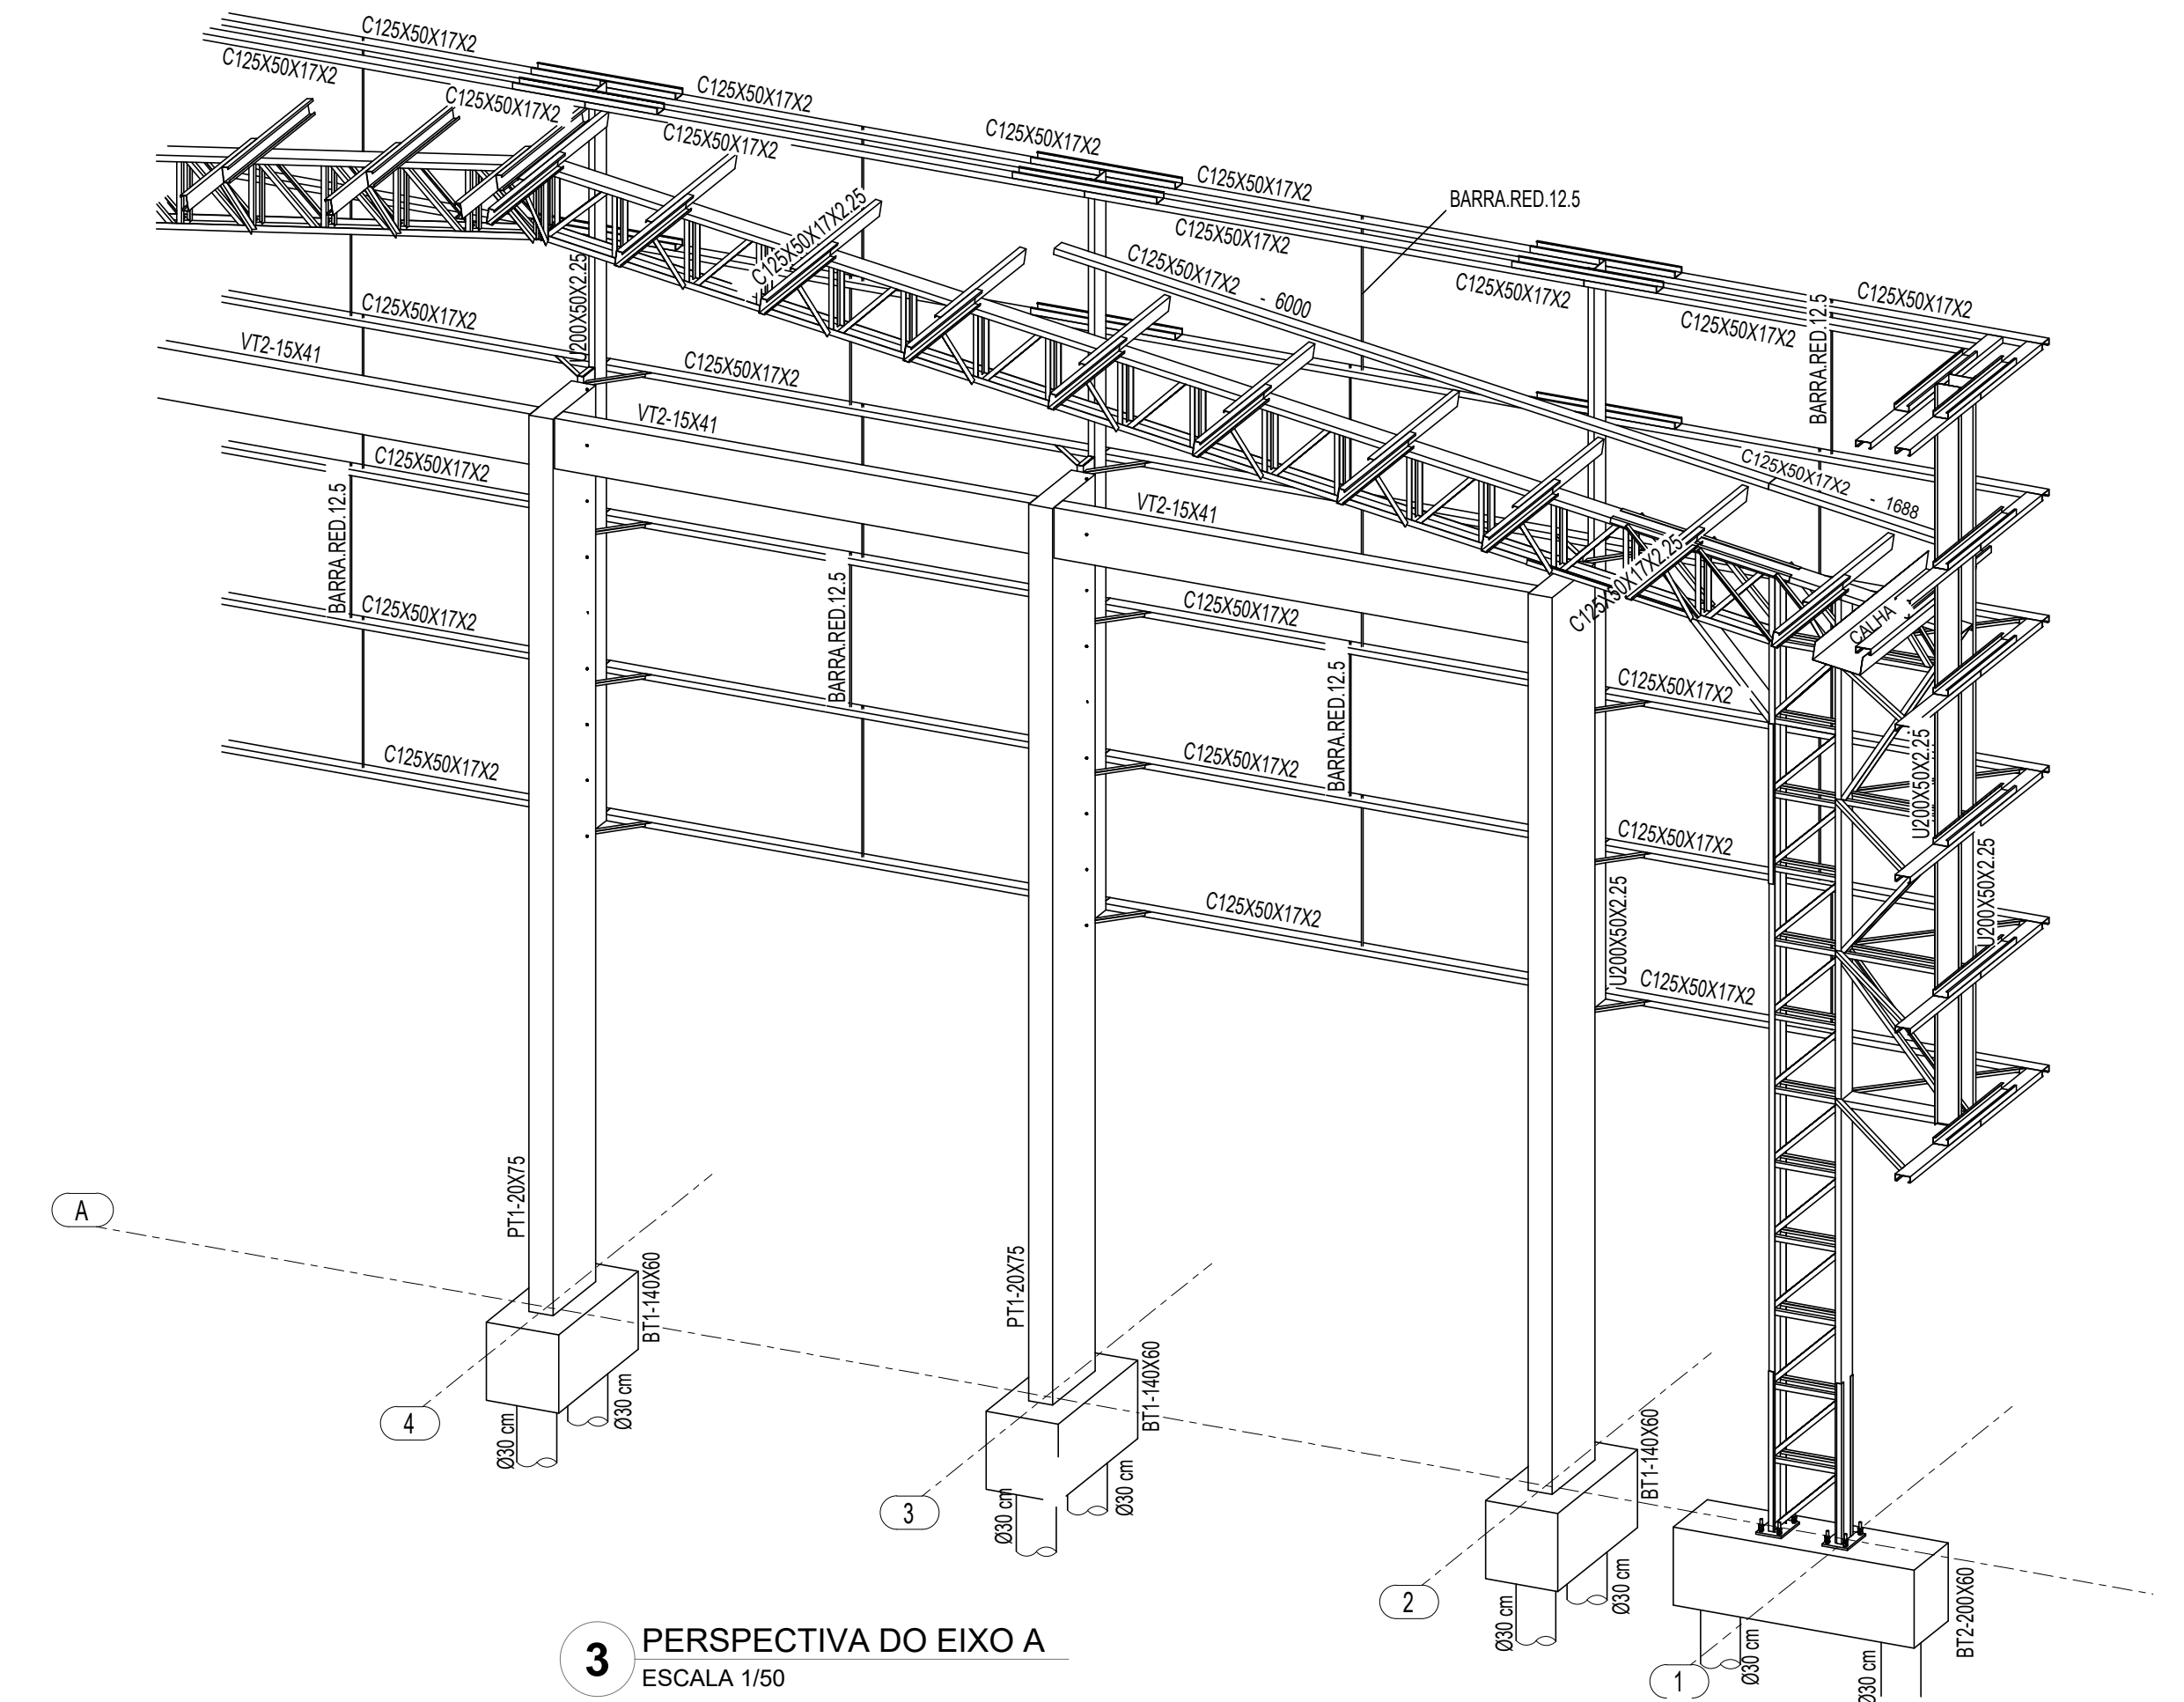 C125X50X17X2
C125X50X17X2
C125X50X17X2
C125X50X17X2
C125X50X17X2
C125X50X17X2
C125X50X17X2
BARRA.RED.12.5
C125X50X17X2.25
C125X50X17X2
C125X50X17X2 - 6000
C125X50X17X2
C125X50X17X2
C125X50X17X2
BARRA.RED.12.5
U200X50X2.25
C125X50X17X2
VT2-15X41
C125X50X17X2
VT2-15X41
C125X50X17X2
C125X50X17X2 - 1688
VT2-15X41
BARRA.RED.12.5
BARRA.RED.12.5
C125X50X17X2.25
C125X50X17X2
C125X50X17X2
CALHA
BARRA.RED.12.5
C125X50X17X2
C125X50X17X2
C125X50X17X2
U200X50X2.25
C125X50X17X2
U200X50X2.25
C125X50X17X2
U200X50X2.25
C125X50X17X2
PT1-20X75
A
PT1-20X75
BT1-140X60
BT1-140X60
Ø30 cm
4
Ø30 cm
BT1-140X60
Ø30 cm
3
Ø30 cm
Ø30 cm
2
Ø30 cm
BT2-200X60
Ø30 cm
1
Ø30 cm
3
PERSPECTIVA DO EIXO A
ESCALA 1/50